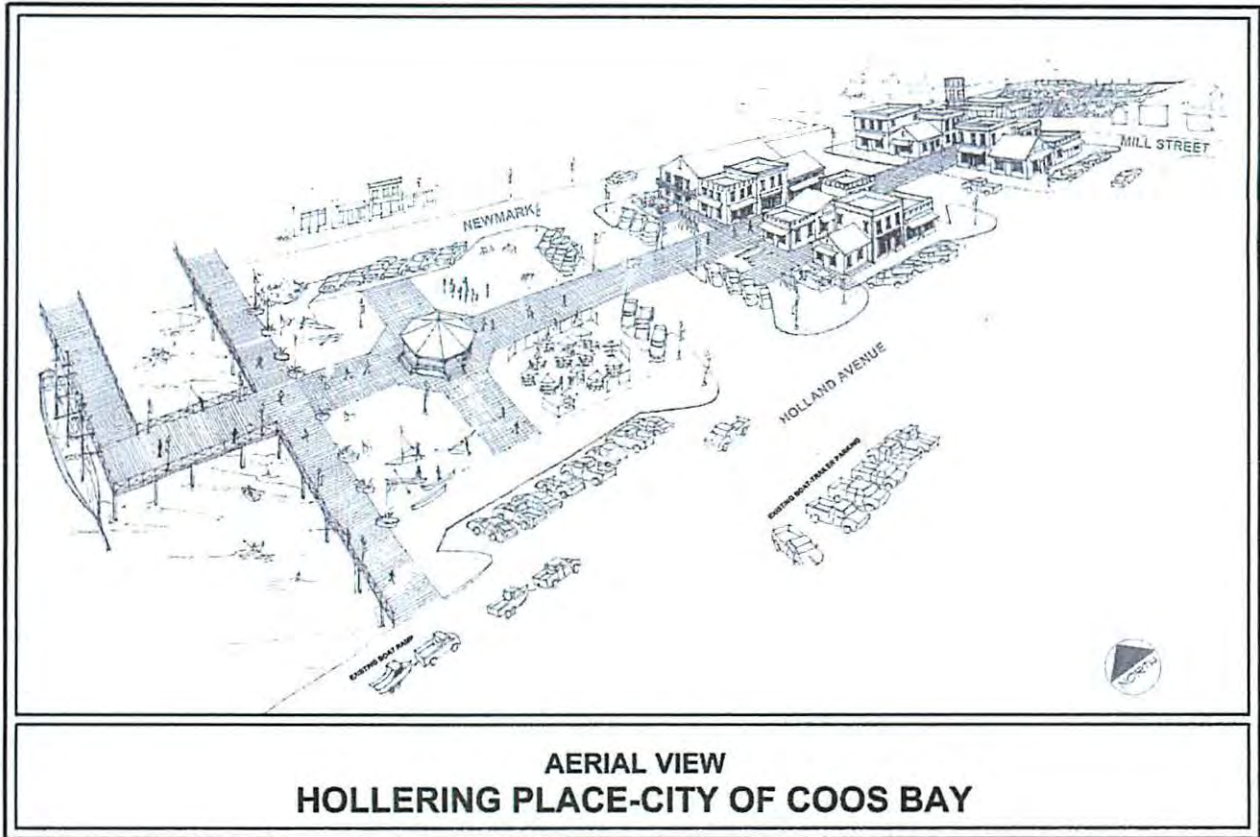 MILL STREET
NEWMARK
HOLLAND AVENUE
EXISTING BOAT-TRAILER PARKING
EXISTING BOAT RAMP
NORTH
AERIAL VIEW
HOLLERING PLACE-CITY OF COOS BAY